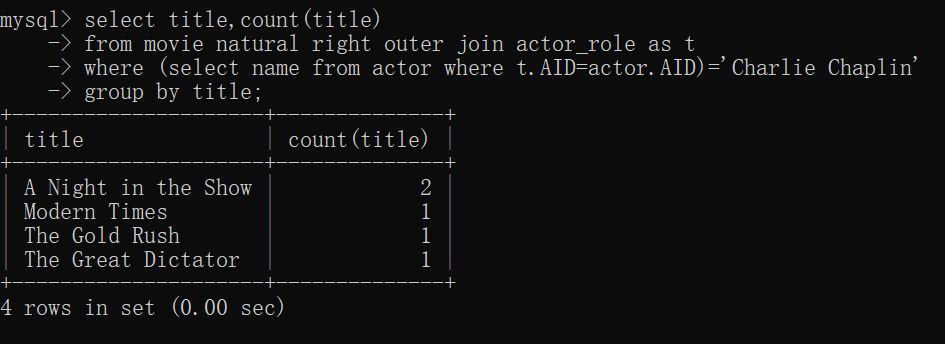 mysql> select title,count(title)
    -> from movie natural right outer join actor_role as t
    -> where (select name from actor where t.AID=actor.AID)='Charlie Chaplin'
    -> group by title;
+---------------------+--------------+
| title               | count(title) |
+---------------------+--------------+
| A Night in the Show |            2 |
| Modern Times        |            1 |
| The Gold Rush       |            1 |
| The Great Dictator  |            1 |
+---------------------+--------------+
4 rows in set (0.00 sec)